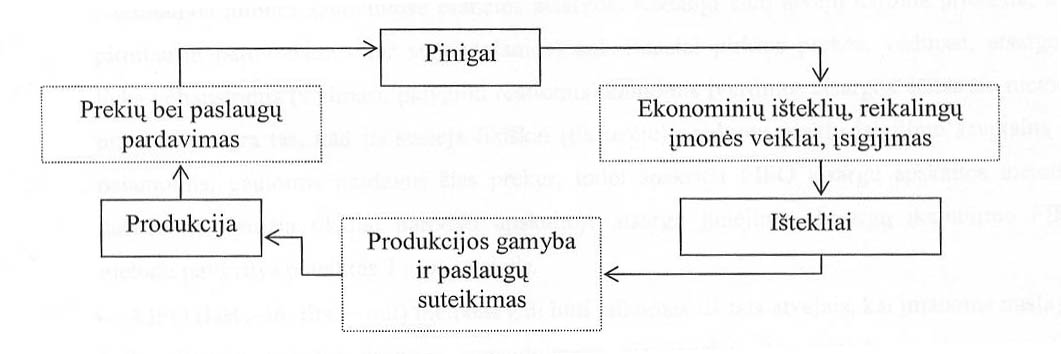 Pinigai
Prekių bei paslaugų
pardavimas
Ekonominių išteklių, reikalingų
įmonės veiklai, įsigijimas
Produkcija
Ištekliai
Produkcijos gamyba
ir paslaugų
suteikimas